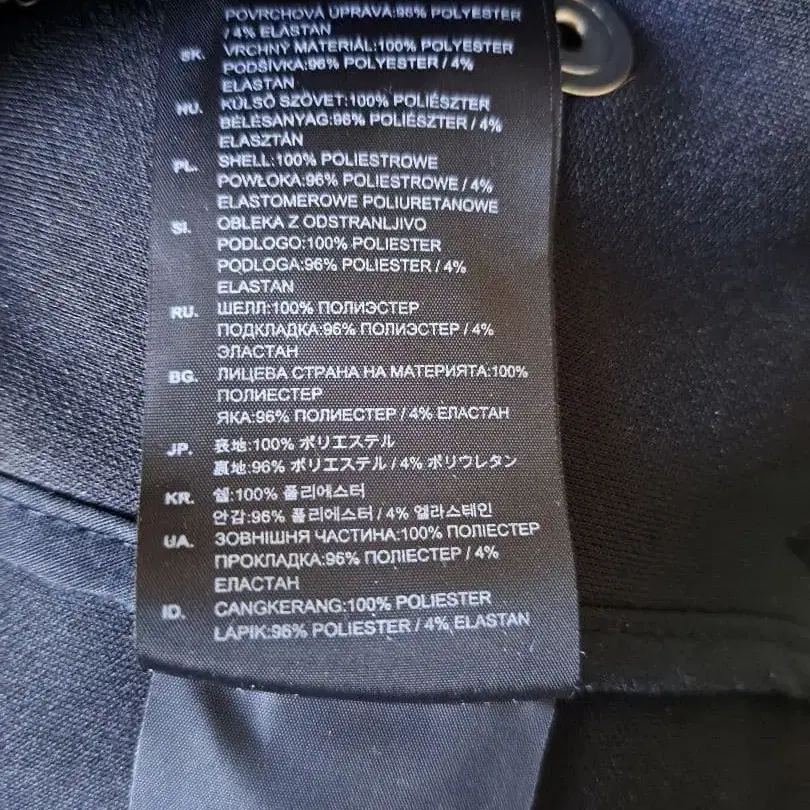 POVRCHOVÁ ÚPRAVA:96% POLYESTER
/ 4% ELASTAN
SK. VRCHNÝ MATERIÁL:100% POLYESTER
PODŠÍVKA:96% POLYESTER / 4%
ELASTAN
HU. KÜLSŐ SZÖVET:100% POLIÉSZTER
BÉLÉSANYAG:96% POLIÉSZTER / 4%
ELASZTÁN
PL. SHELL:100% POLIESTROWE
POWŁOKA:96% POLIESTROWE / 4%
ELASTOMEROWE POLIURETANOWE
SI. OBLEKA Z ODSTRANLJIVO
PODLOGO:100% POLIESTER
PODLOGA:96% POLIESTER / 4%
ELASTAN
RU. ШЕЛЛ:100% ПОЛИЭСТЕР
ПОДКЛАДКА:96% ПОЛИЭСТЕР / 4%
ЭЛАСТАН
BG. ЛИЦЕВА СТРАНА НА МАТЕРИЯТА:100%
ПОЛИЕСТЕР
ЯКА:96% ПОЛИЕСТЕР / 4% ЕЛАСТАН
JP. 表地:100% ポリエステル
裏地:96% ポリエステル / 4% ポリウレタン
KR. 쉘:100% 폴리에스터
안감:96% 폴리에스터 / 4% 엘라스테인
UA. ЗОВНІШНЯ ЧАСТИНА:100% ПОЛІЕСТЕР
ПРОКЛАДКА:96% ПОЛІЕСТЕР / 4%
ЕЛАСТАН
ID. CANGKERANG:100% POLIESTER
LAPIK:96% POLIESTER / 4% ELASTAN